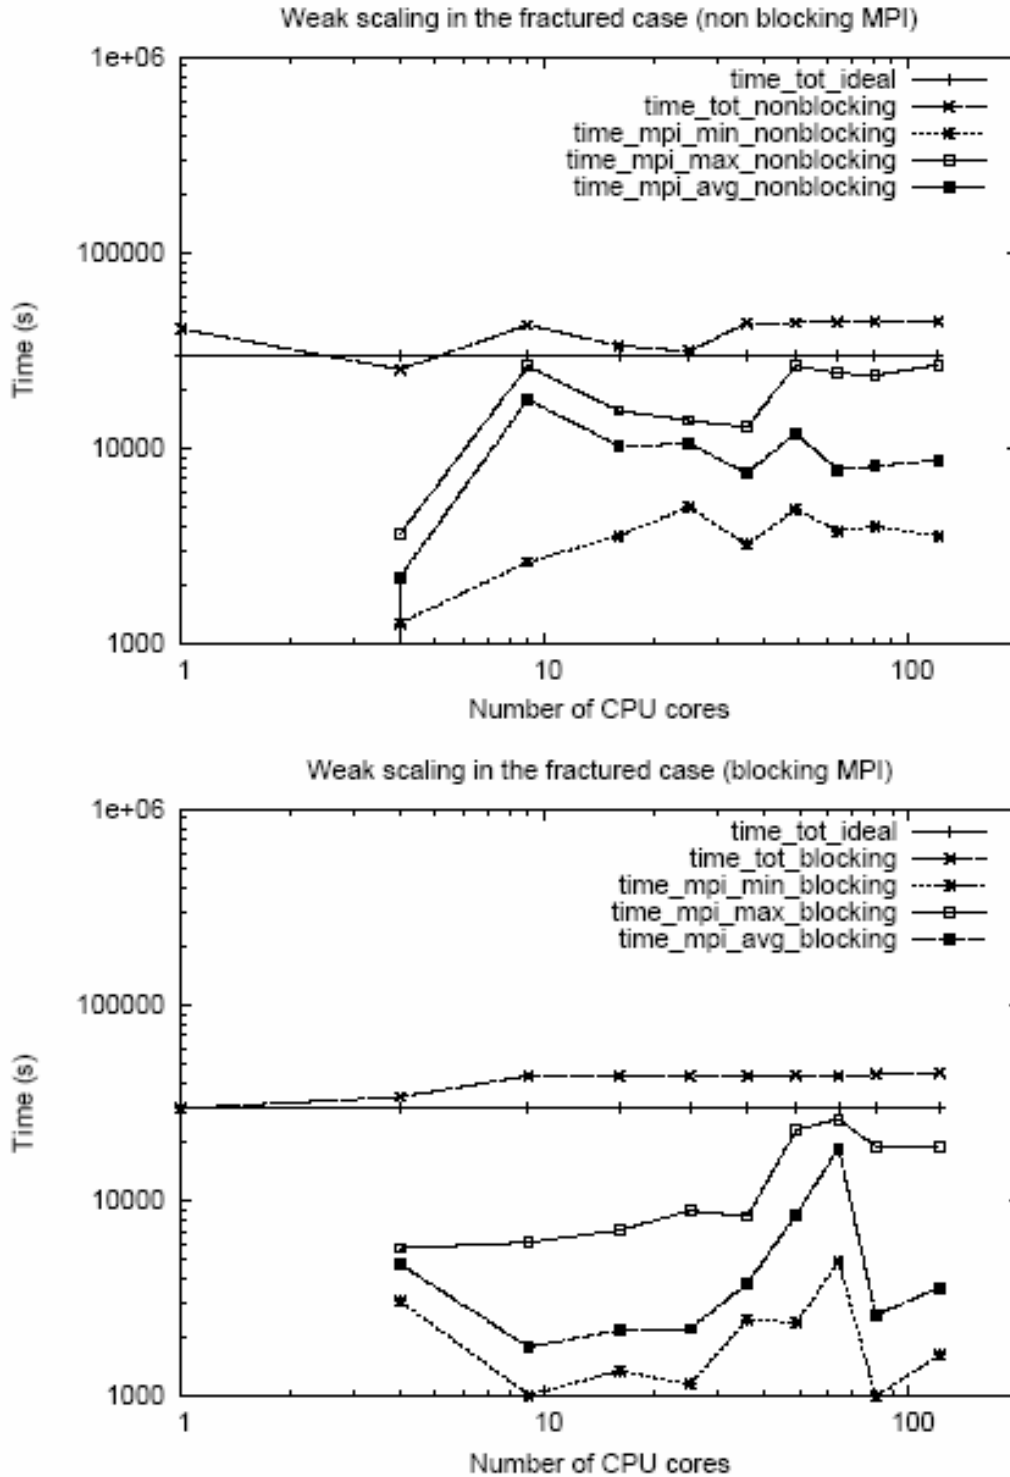 Weak scaling in the fractured case (non blocking MPI)
1e+06
time_tot_ideal
time_tot_nonblocking
time_mpi_min_nonblocking
time_mpi_max_nonblocking
time_mpi_avg_nonblocking
100000
Time (s)
10000
1000
1 10 100
Number of CPU cores
Weak scaling in the fractured case (blocking MPI)
1e+06
time_tot_ideal
time_tot_blocking
time_mpi_min_blocking
time_mpi_max_blocking
time_mpi_avg_blocking
100000
Time (s)
10000
1000
1 10 100
Number of CPU cores